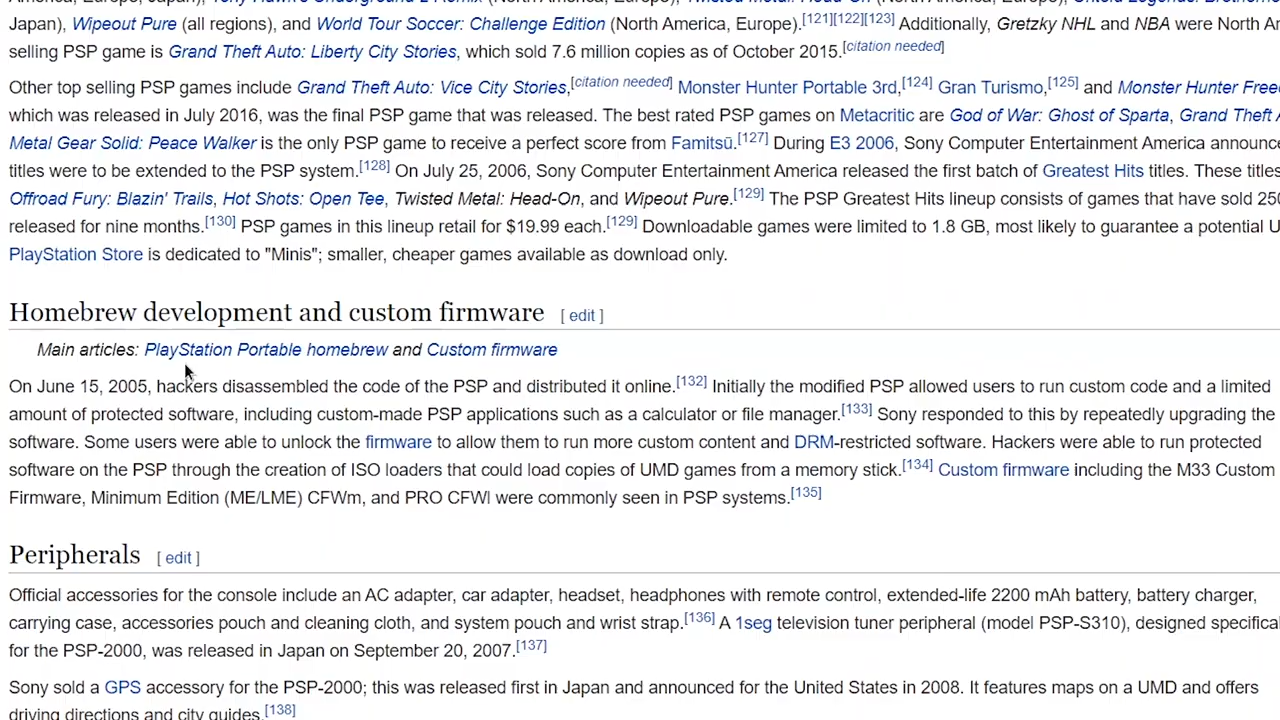 Japan), Wipeout Pure (all regions), and World Tour Soccer: Challenge Edition (North America, Europe).[121][122][123] Additionally, Gretzky NHL and NBA were North
selling PSP game is Grand Theft Auto: Liberty City Stories, which sold 7.6 million copies as of October 2015.[citation needed]
Other top selling PSP games include Grand Theft Auto: Vice City Stories,[citation needed] Monster Hunter Portable 3rd,[124] Gran Turismo,[125] and Monster Hunter
which was released in July 2016, was the final PSP game that was released. The best rated PSP games on Metacritic are God of War: Ghost of Sparta, Grand Theft
Metal Gear Solid: Peace Walker is the only PSP game to receive a perfect score from Famitsū.[127] During E3 2006, Sony Computer Entertainment America announce
titles were to be extended to the PSP system.[128] On July 25, 2006, Sony Computer Entertainment America released the first batch of Greatest Hits titles. These titles
Offroad Fury: Blazin' Trails, Hot Shots: Open Tee, Twisted Metal: Head-On, and Wipeout Pure.[129] The PSP Greatest Hits lineup consists of games that have sold 250
released for nine months.[130] PSP games in this lineup retail for $19.99 each.[129] Downloadable games were limited to 1.8 GB, most likely to guarantee a potential U
PlayStation Store is dedicated to "Minis"; smaller, cheaper games available as download only.
Homebrew development and custom firmware [ edit ]
Main articles: PlayStation Portable homebrew and Custom firmware
On June 15, 2005, hackers disassembled the code of the PSP and distributed it online.[132] Initially the modified PSP allowed users to run custom code and a limited
amount of protected software, including custom-made PSP applications such as a calculator or file manager.[133] Sony responded to this by repeatedly upgrading the
software. Some users were able to unlock the firmware to allow them to run more custom content and DRM-restricted software. Hackers were able to run protected
software on the PSP through the creation of ISO loaders that could load copies of UMD games from a memory stick.[134] Custom firmware including the M33 Custom
Firmware, Minimum Edition (ME/LME) CFWm, and PRO CFWI were commonly seen in PSP systems.[135]
Peripherals [ edit ]
Official accessories for the console include an AC adapter, car adapter, headset, headphones with remote control, extended-life 2200 mAh battery, battery charger,
carrying case, accessories pouch and cleaning cloth, and system pouch and wrist strap.[136] A 1seg television tuner peripheral (model PSP-S310), designed specifical
for the PSP-2000, was released in Japan on September 20, 2007.[137]
Sony sold a GPS accessory for the PSP-2000; this was released first in Japan and announced for the United States in 2008. It features maps on a UMD and offers
driving directions and city guides.[138]